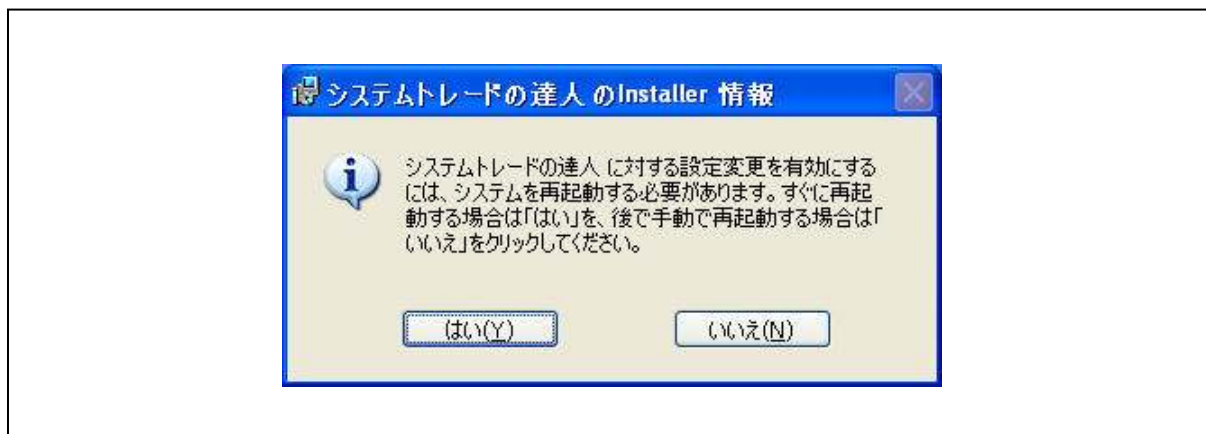 システムトレードの達人 のInstaller 情報
システムトレードの達人 に対する設定変更を有効にする
には、システムを再起動する必要があります。すぐに再起
動する場合は「はい」を、後で手動で再起動する場合は「
いいえ」をクリックしてください。
はい(Y)
いいえ(N)